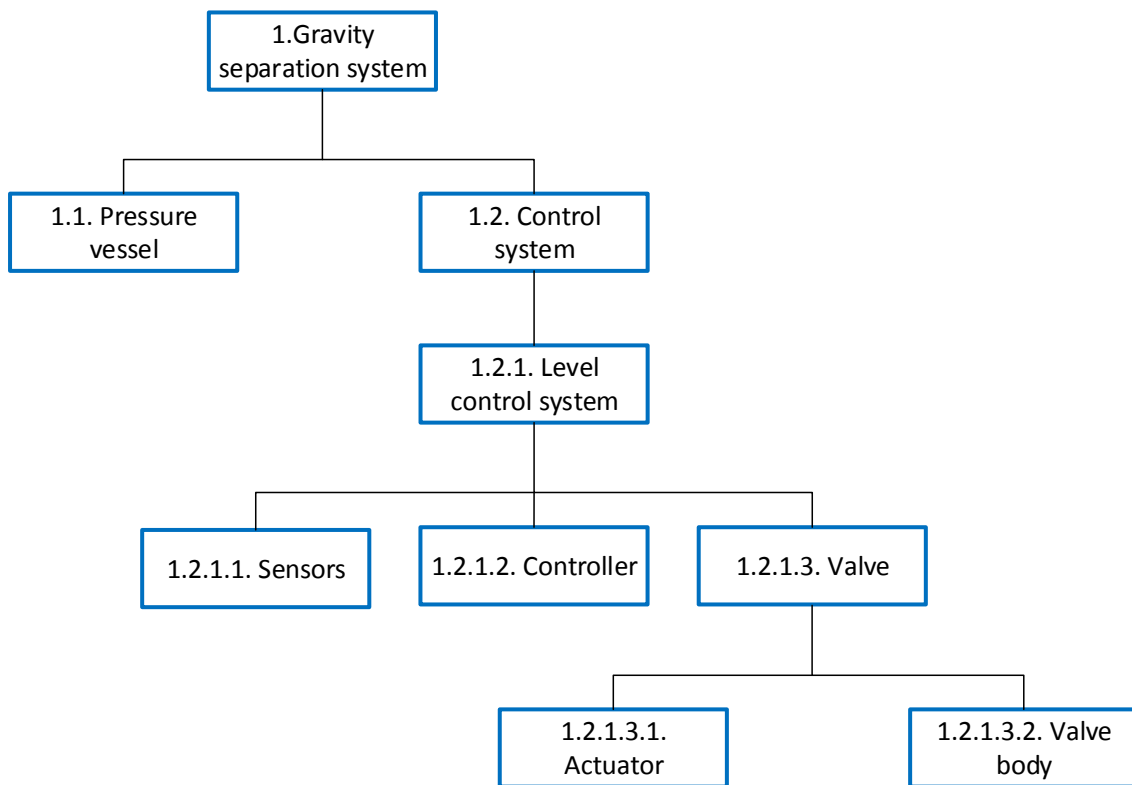 1.Gravity
separation system
1.1. Pressure
vessel
1.2. Control
system
1.2.1. Level
control system
1.2.1.1. Sensors
1.2.1.2. Controller
1.2.1.3. Valve
1.2.1.3.1.
Actuator
1.2.1.3.2. Valve
body